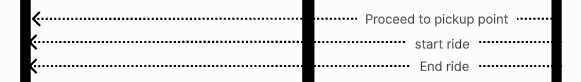 Proceed to pickup point
start ride
End ride